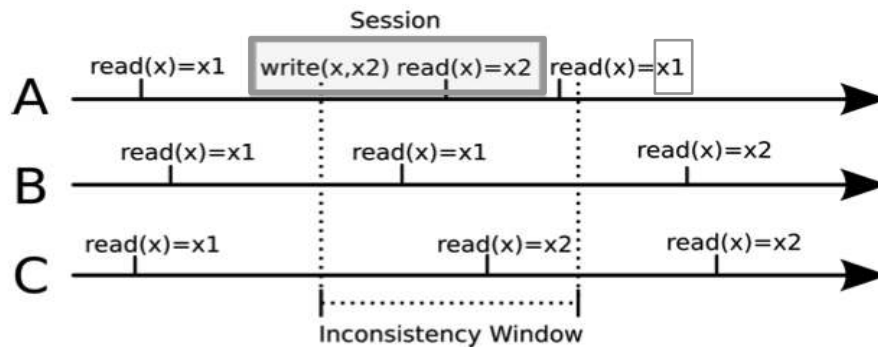 Session
read(x)=x1 write(x,x2) read(x)=x2 read(x)=x1
A
read(x)=x1 read(x)=x1 read(x)=x2
B
read(x)=x1 read(x)=x2 read(x)=x2
C
Inconsistency Window